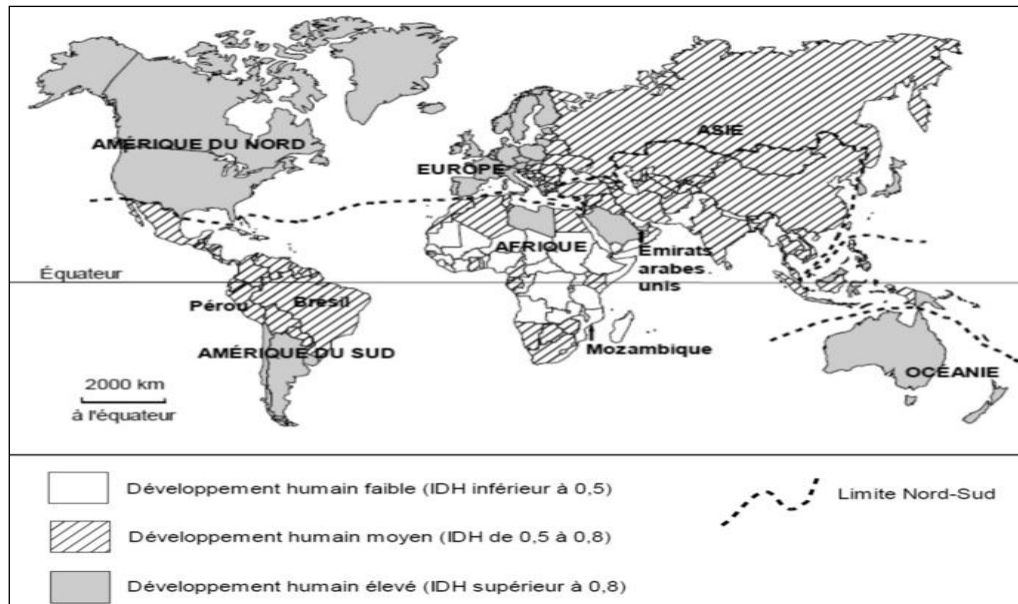 AMÉRIQUE DU NORD
ASIE
EUROPE
AFRIQUE
Émirats
arabes
unis
Équateur
Pérou
Bresil
Mozambique
AMÉRIQUE DU SUD
OCÉANIE
2000 km
à l'équateur
Développement humain faible (IDH inférieur à 0,5)
Limite Nord-Sud
Développement humain moyen (IDH de 0,5 à 0,8)
Développement humain élevé (IDH supérieur à 0,8)